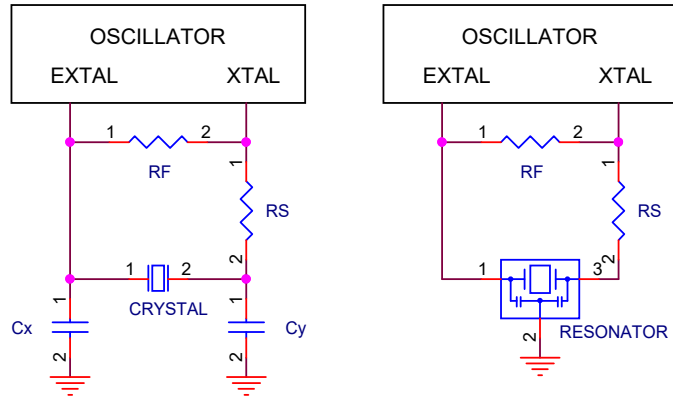 OSCILLATOR
EXTAL XTAL
1 2
RF
1
RS
2
1 2
CRYSTAL
1 1
Cx Cy
2 2
OSCILLATOR
EXTAL XTAL
1 2
RF
1
RS
2
1 3
RESONATOR
2